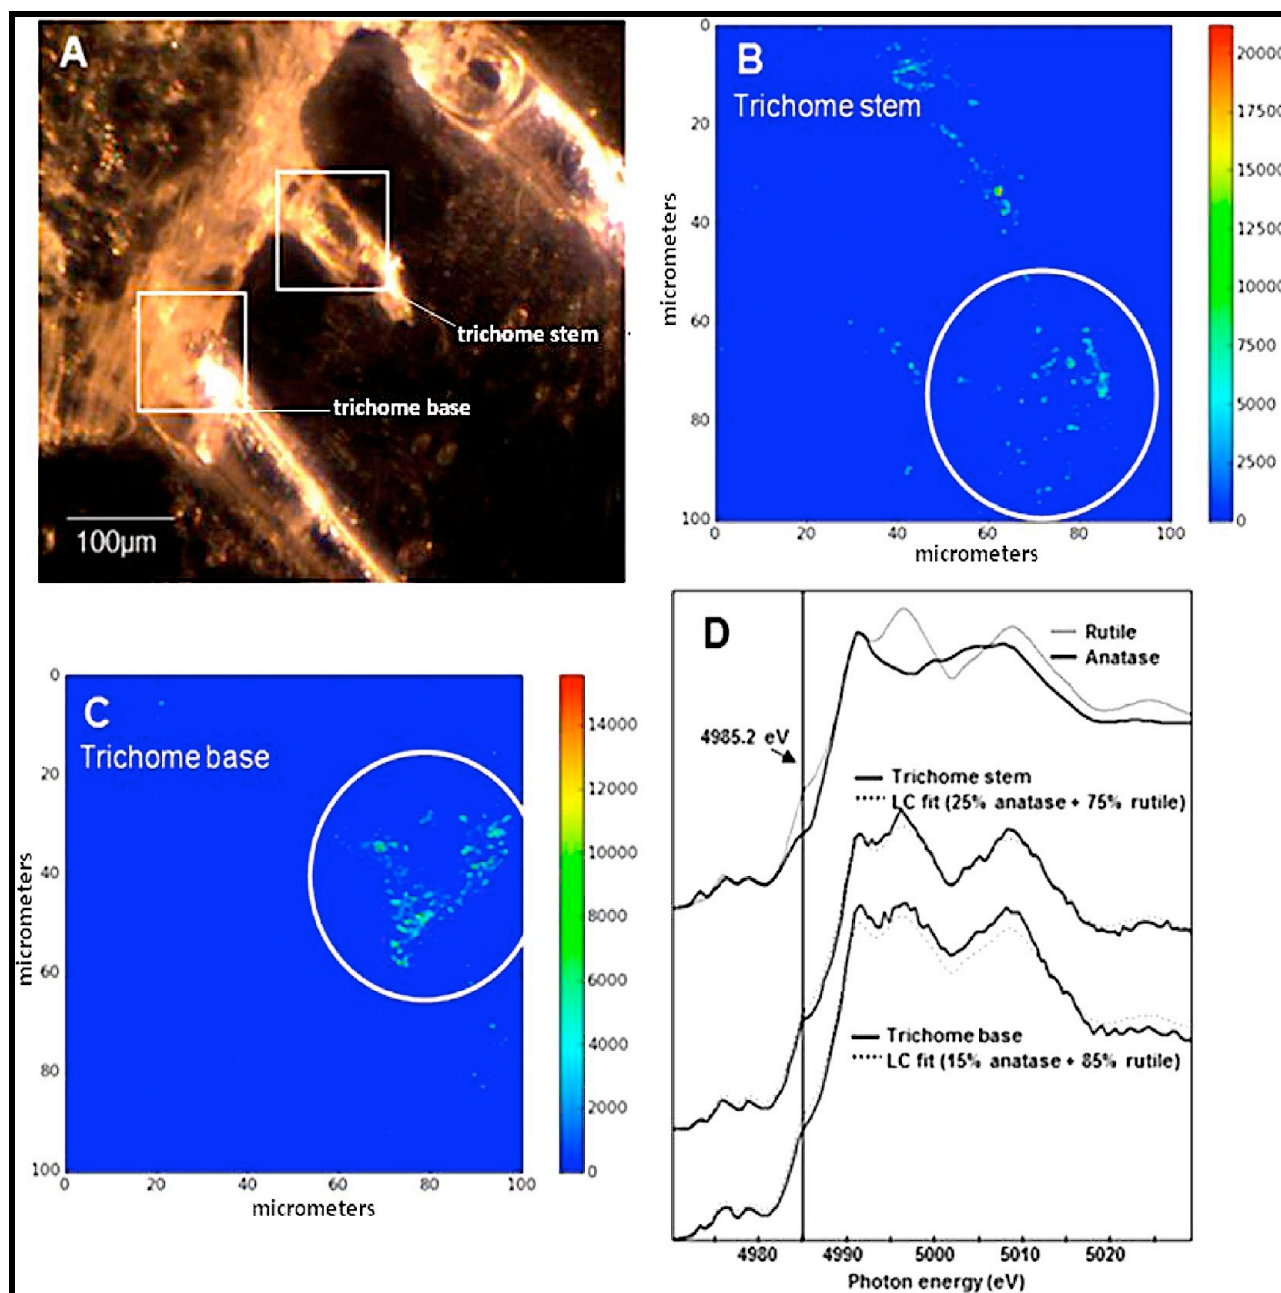 A
trichome stem
trichome base
100µm
B
Trichome stem
0
20
40
60
80
100
micrometers
0
20
40
60
80
100
micrometers
20000
17500
15000
12500
10000
7500
5000
2500
0
C
Trichome base
0
20
40
60
80
100
micrometers
0
20
40
60
80
100
micrometers
14000
12000
10000
8000
6000
4000
2000
0
D
Rutile
Anatase
4985.2 eV
Trichome stem
LC fit (25% anatase + 75% rutile)
Trichome base
LC fit (15% anatase + 85% rutile)
4980
4990
5000
5010
5020
Photon energy (eV)